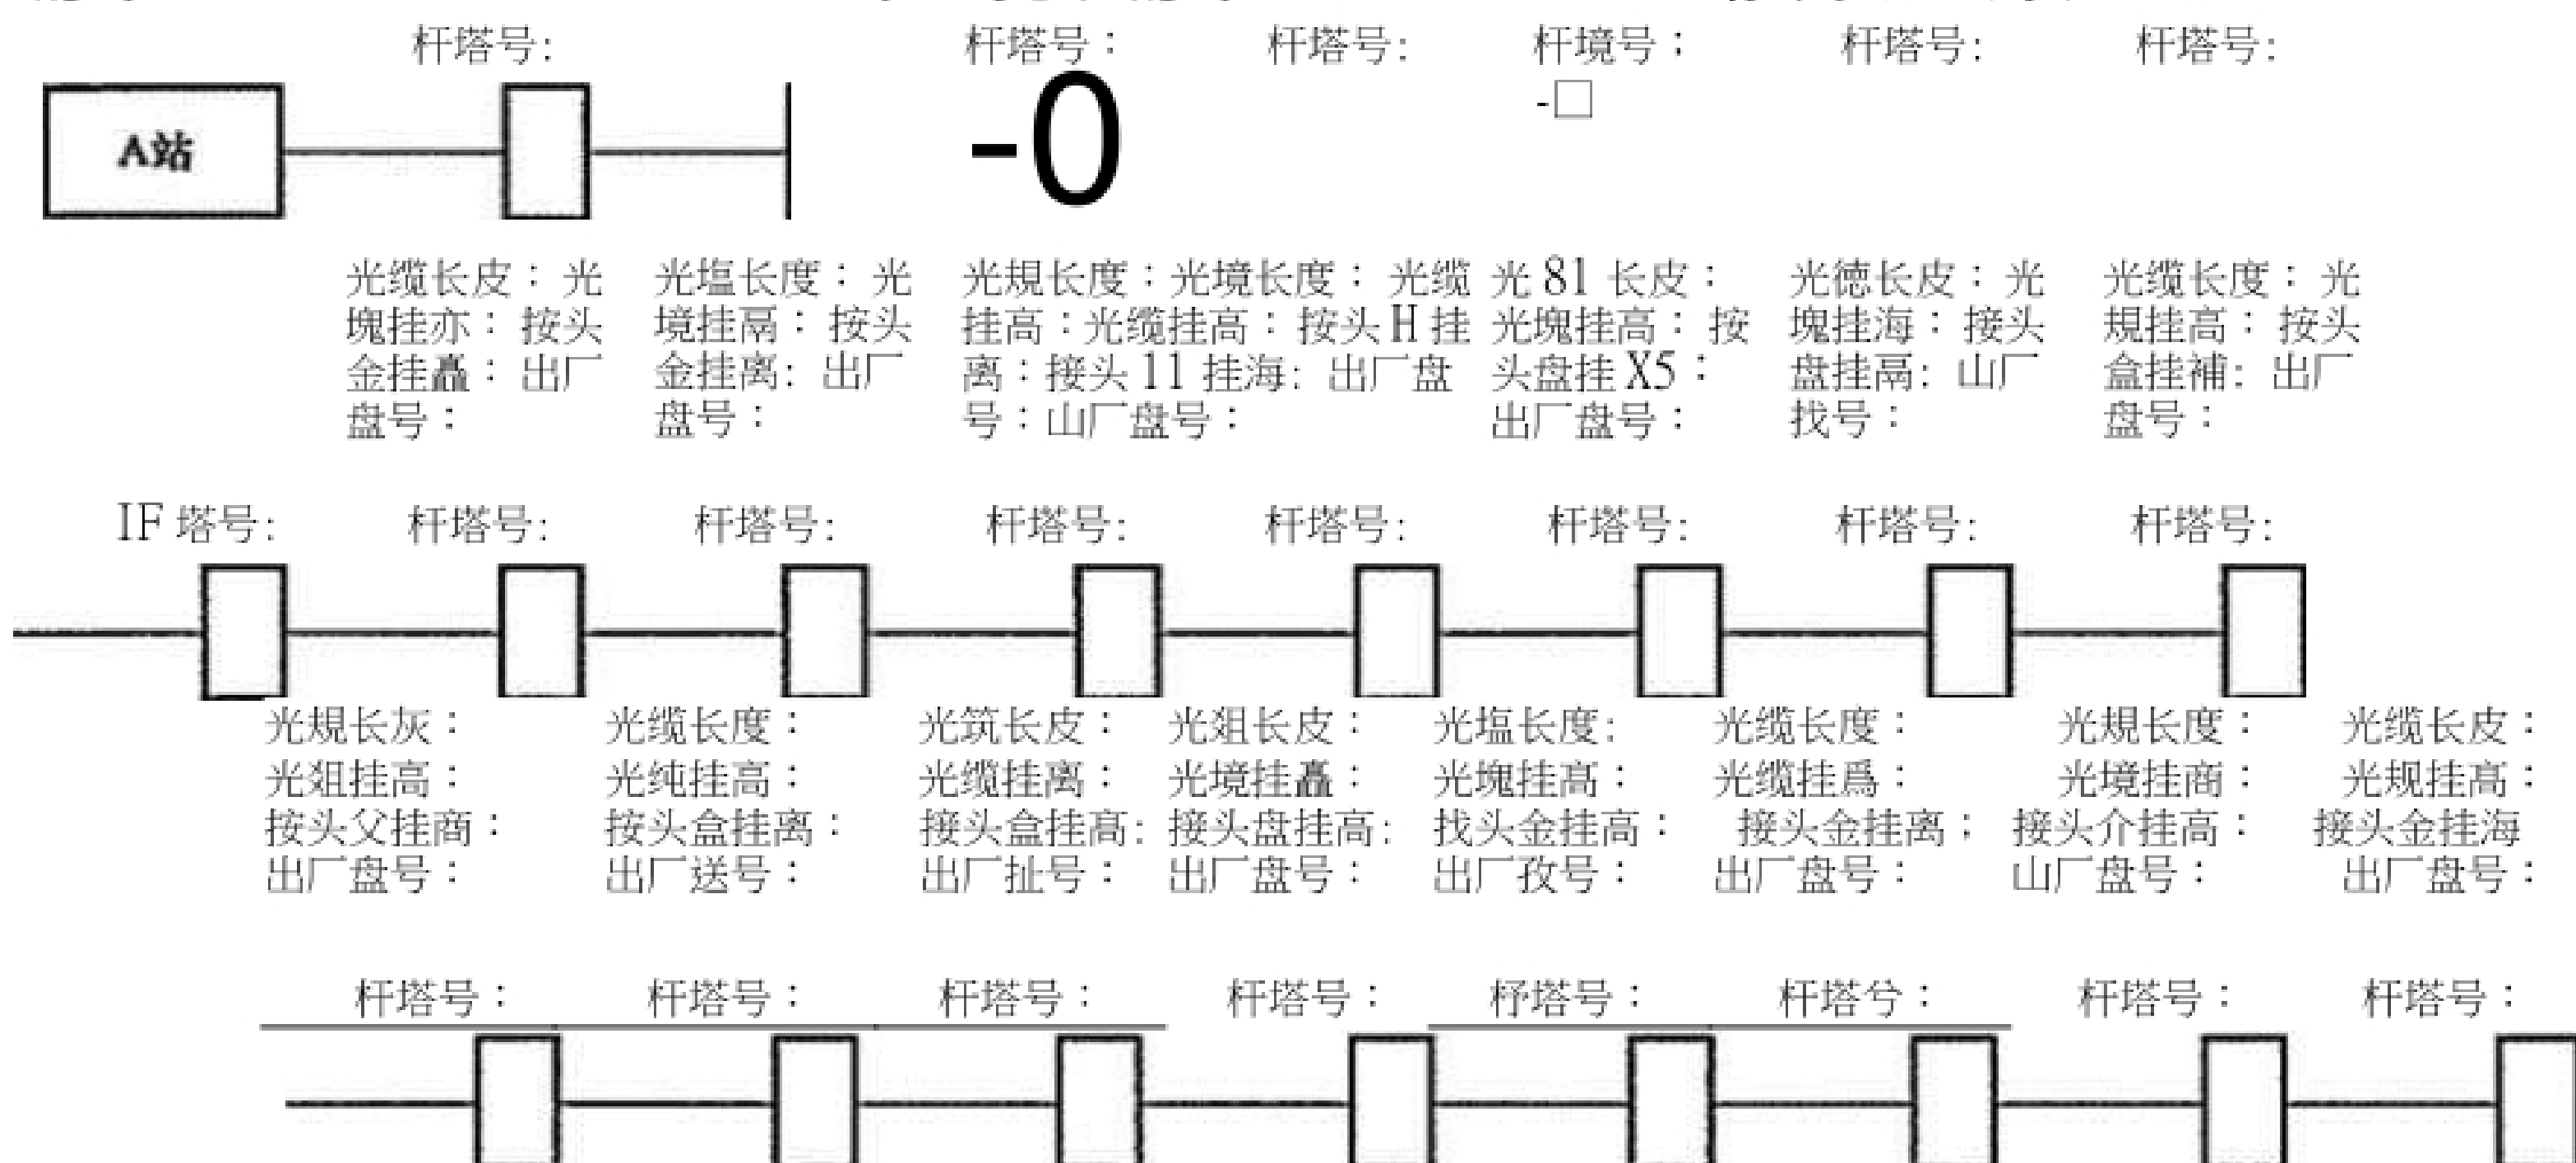 杆塔号: 杆塔号： 杆塔号: 杆境号： 杆塔号: 杆塔号:
-0
-□
A站
光缆长皮：光 光塩长度：光 光規长度：光境长度：光缆 光 81 长皮： 光徳长皮：光 光缆长度：光
塊挂亦：按头 境挂鬲：按头 挂高：光缆挂高：按头 H 挂 光塊挂高：按 塊挂海：接头 規挂高：按头
金挂矗：出厂 金挂离: 出厂 离：接头 11 挂海: 出厂盘 头盘挂 X5： 盘挂鬲: 山厂 盒挂補: 出厂
盘号： 盘号： 号：山厂盘号： 出厂盘号： 找号： 盘号：
IF 塔号: 杆塔号: 杆塔号: 杆塔号: 杆塔号: 杆塔号: 杆塔号: 杆塔号:
光規长灰： 光缆长度： 光筑长皮： 光爼长皮： 光塩长度: 光缆长度： 光規长度： 光缆长皮：
光爼挂高： 光纯挂高： 光缆挂离： 光境挂矗： 光塊挂高： 光缆挂爲： 光境挂商： 光规挂高：
按头父挂商： 按头盒挂离： 接头盒挂高: 接头盘挂高: 找头金挂高： 接头金挂离； 接头介挂高： 接头金挂海
出厂盘号： 出厂送号： 出厂扯号： 出厂盘号： 出厂孜号： 出厂盘号： 山厂盘号： 出厂盘号：
杆塔号： 杆塔号： 杆塔号： 杆塔号： 杼塔号： 杆塔兮： 杆塔号： 杆塔号：